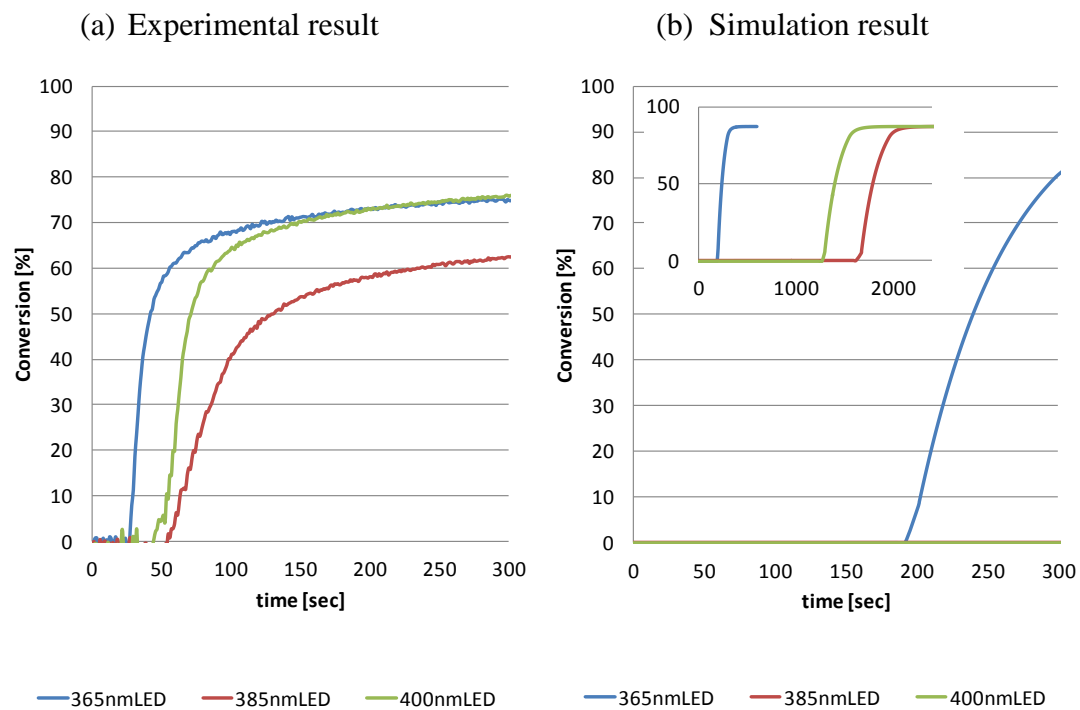 (a) Experimental result
(b) Simulation result
100
90
80
70
60
50
40
30
20
10
0
Conversion [%]
0 50 100 150 200 250 300
time [sec]
365nmLED 385nmLED 400nmLED
100
90
80
70
60
50
40
30
20
10
0
Conversion [%]
100
50
0
0 1000 2000
0 50 100 150 200 250 300
time [sec]
365nmLED 385nmLED 400nmLED